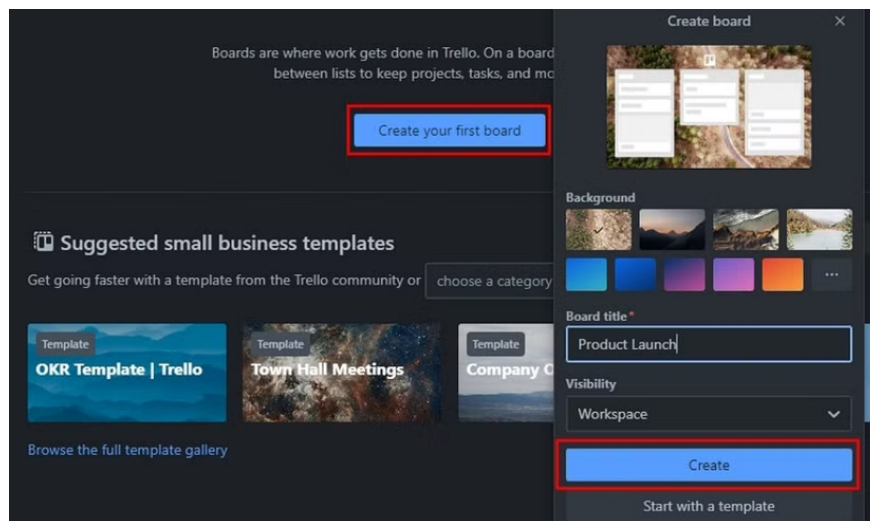 Boards are where work gets done in Trello. On a board
between lists to keep projects, tasks, and mo
Create your first board
Suggested small business templates
Get going faster with a template from the Trello community or
choose a category
Template
OKR Template | Trello
Template
Town Hall Meetings
Template
Company O
Browse the full template gallery
Create board
Background
Board title*
Product Launch
Visibility
Workspace
Create
Start with a template